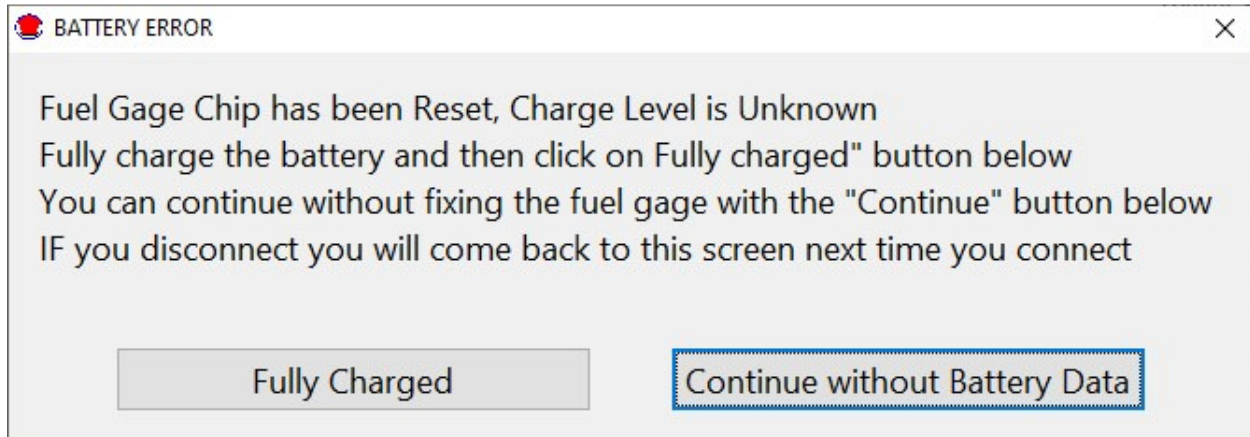 BATTERY ERROR
Fuel Gage Chip has been Reset, Charge Level is Unknown
Fully charge the battery and then click on Fully charged" button below
You can continue without fixing the fuel gage with the "Continue" button below
IF you disconnect you will come back to this screen next time you connect
Fully Charged
Continue without Battery Data